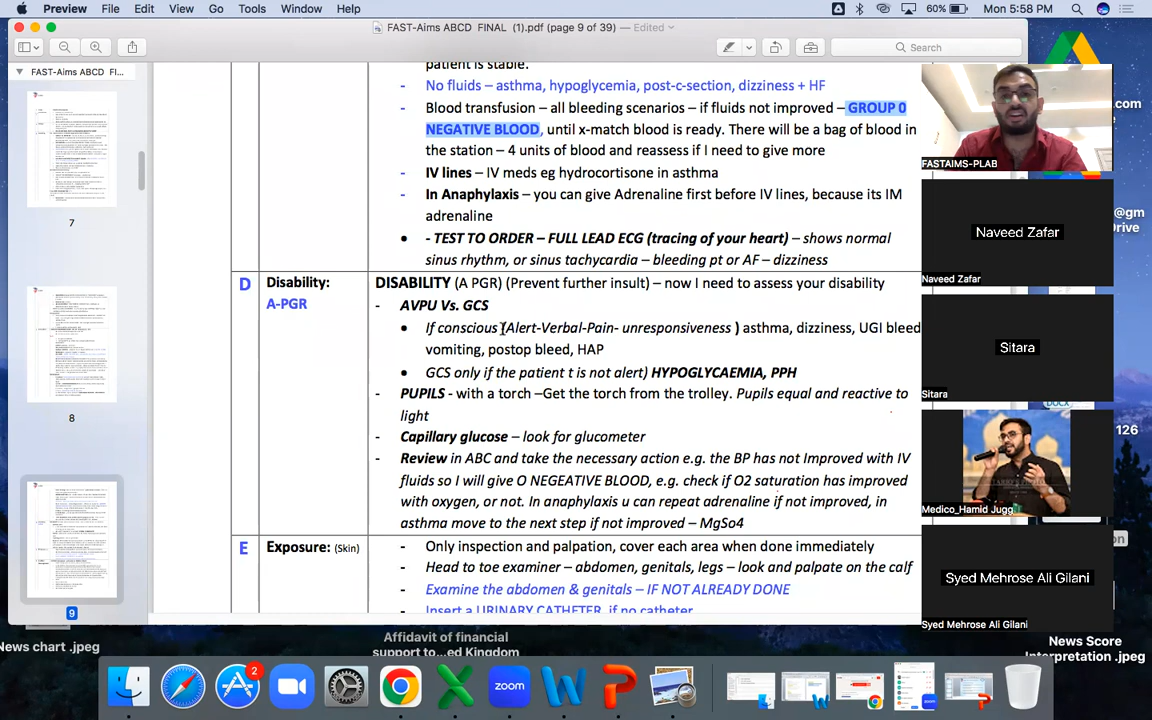 Preview File Edit View Go Tools Window Help
60% Mon 5:58 PM
FAST-Aims ABCD FINAL (1).pdf (page 9 of 39) — Edited
Search
FAST-Aims ABCD FI...
7
8
9
patient is stable.
- No fluids – asthma, hypoglycemia, post-c-section, dizziness + HF
- Blood transfusion – all bleeding scenarios – if fluids not improved – GROUP 0
NEGATIVE BLOOD, until x-match blood is ready. There will be a bag of blood in
the station – 4 units of blood and reassess if I need to give more
- IV lines – IV meds eg hydrocortisone in asthma
- In Anaphylaxis – you can give Adrenaline first before IV lines, because its IM
adrenaline
● - TEST TO ORDER – FULL LEAD ECG (tracing of your heart) – shows normal
sinus rhythm, or sinus tachycardia – bleeding pt or AF – dizziness
D Disability: DISABILITY (A PGR) (Prevent further insult) – now I need to assess your disability
A-PGR
- AVPU Vs. GCS
● If conscious (Alert-Verbal-Pain- unresponsiveness ) asthma, dizziness, UGI bleed
vomiting, postop bleed, HAP
● GCS only if the patient t is not alert) HYPOGLYCAEMIA, PPH
- PUPILS - with a torch –Get the torch from the trolley. Pupils equal and reactive to
light
- Capillary glucose – look for glucometer
- Review in ABC and take the necessary action e.g. the BP has not Improved with IV
fluids so I will give O NEGATIVE BLOOD, e.g. check if O2 saturation has improved
with oxygen, or not. In anaphylaxis u can repeat adrenaline if not improved, in
asthma move to the next step if not improved – MgSo4
E Exposure: (Skin) - Only inspection and palpation, cover each area when done immediately
- Head to toe examiner – abdomen, genitals, legs – look and palpate on the calf
- Examine the abdomen & genitals – IF NOT ALREADY DONE
- Insert a URINARY CATHETER, if no catheter
FASTAIMS-PLAB
Naveed Zafar
Naveed Zafar
Sitara
Sitara
Medico_Hamid Jugg
Syed Mehrose Ali Gilani
Syed Mehrose Ali Gilani
.com
@gm
Drive
DOCX
126
on
News chart .jpeg
Affidavit of financial
support to...ed Kingdom
News Score
Interpretation .jpeg
2
zoom